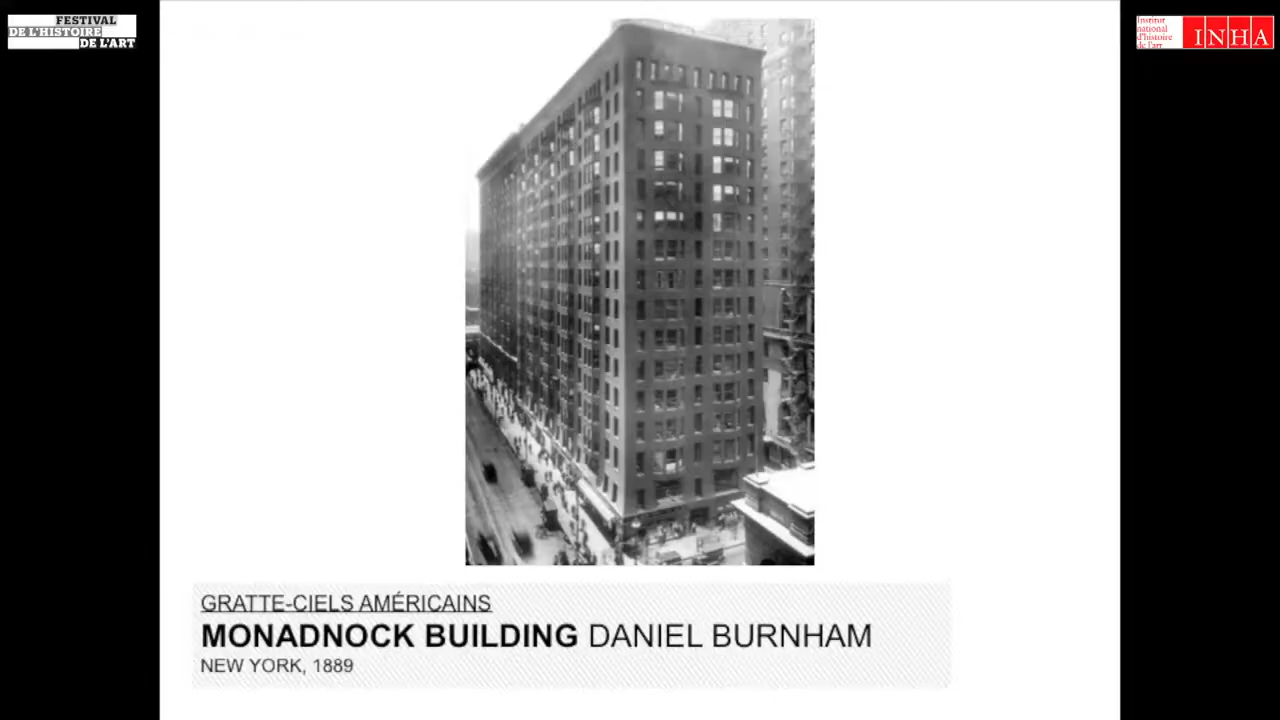 FESTIVAL
DE L'HISTOIRE
DE L'ART
Institut
national
d'histoire
de l'art
INHA
GRATTE-CIELS AMÉRICAINS
MONADNOCK BUILDING DANIEL BURNHAM
NEW YORK, 1889